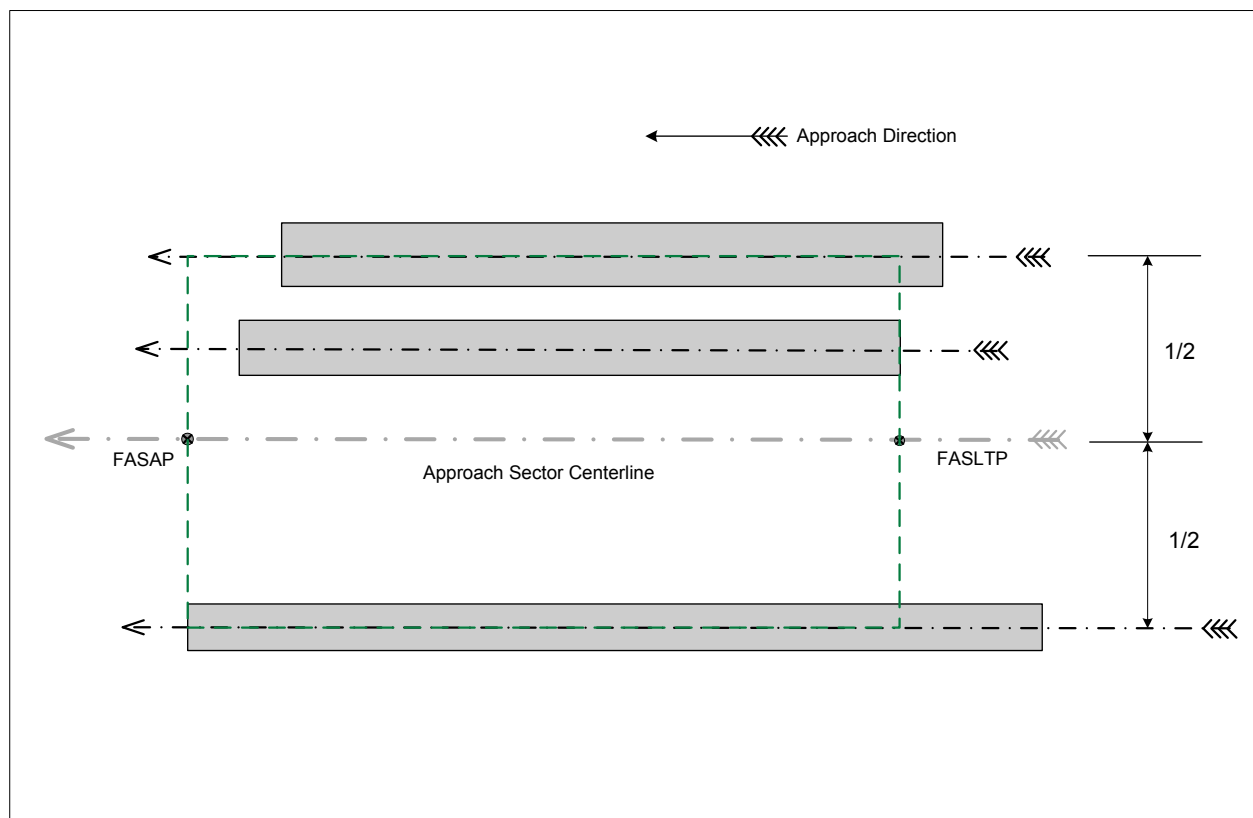 Approach Direction
1/2
FASAP
FASLTP
Approach Sector Centerline
1/2